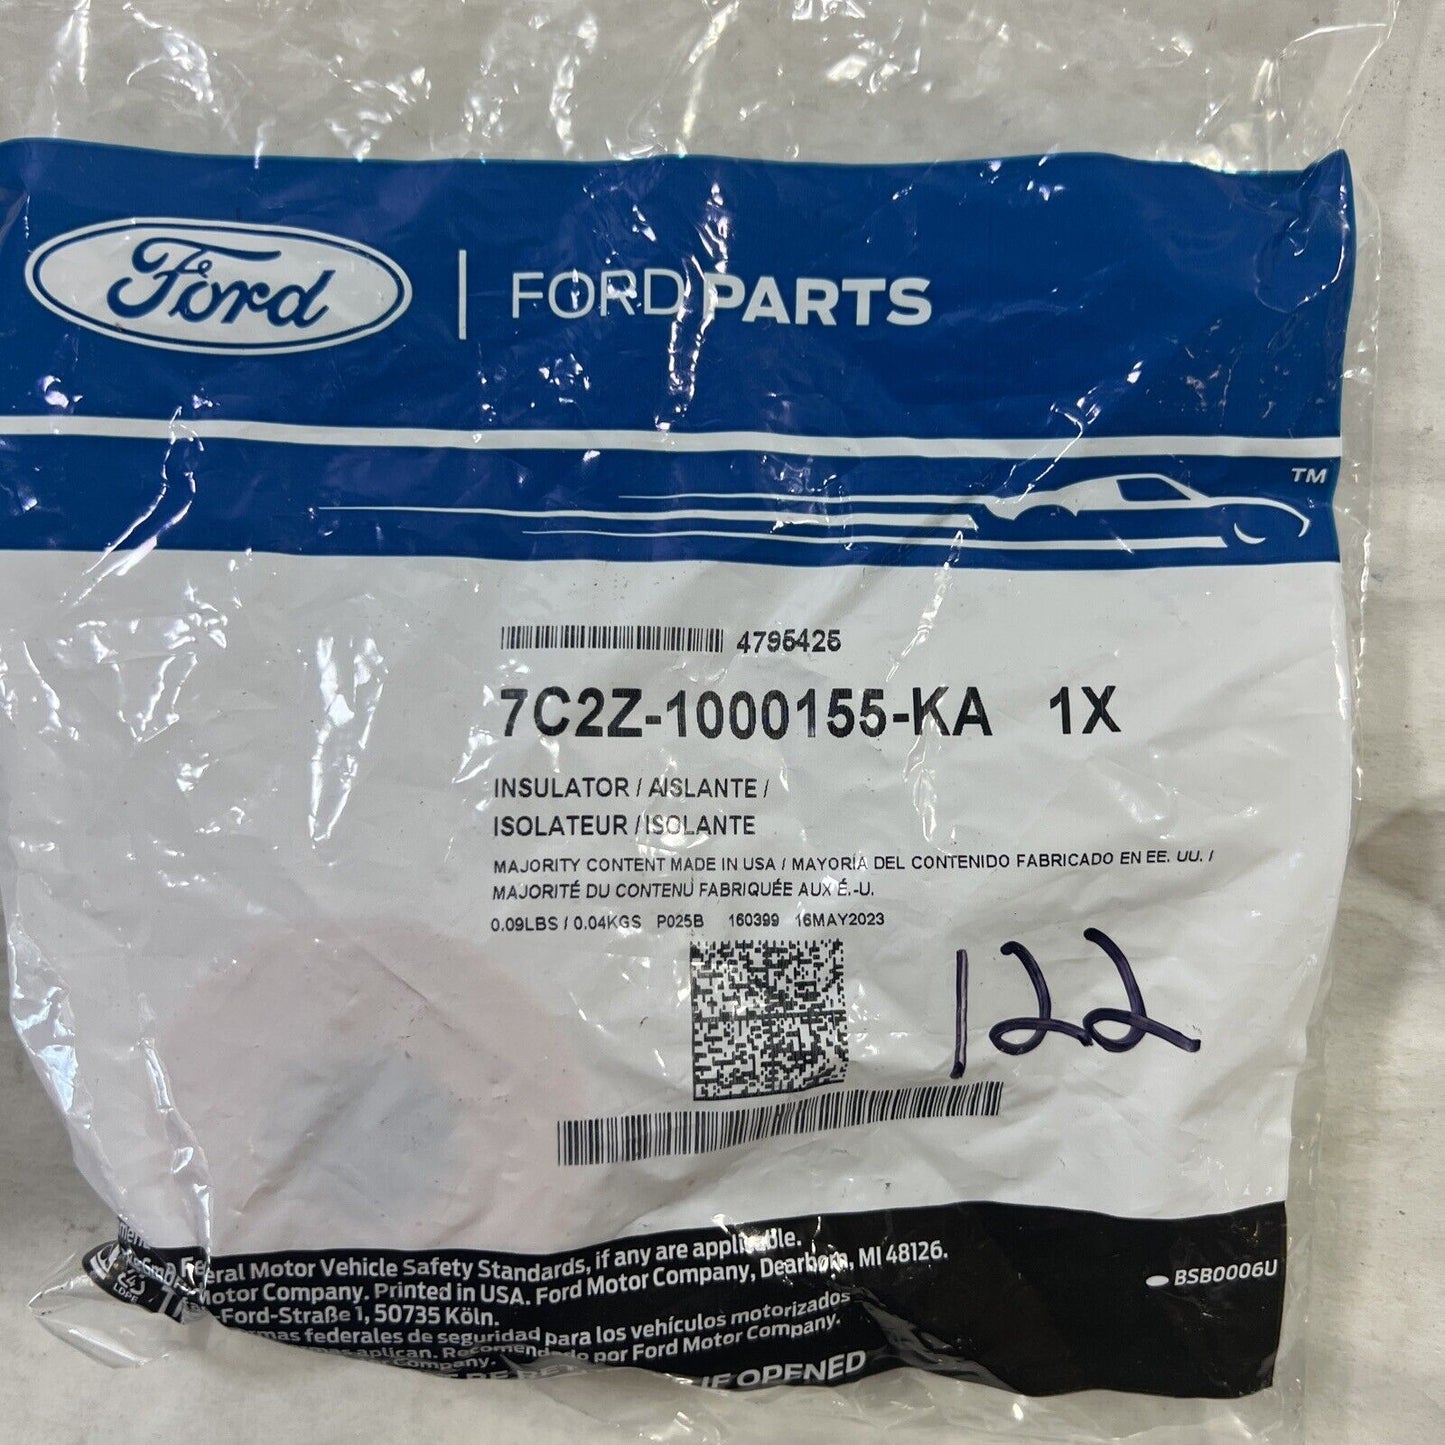 Ford | FORD PARTS
TM
4795425
7C2Z-1000155-KA 1X
INSULATOR / AISLANTE /
ISOLATEUR / ISOLANTE
MAJORITY CONTENT MADE IN USA / MAYORÍA DEL CONTENIDO FABRICADO EN EE. UU. /
MAJORITÉ DU CONTENU FABRIQUÉE AUX É.-U.
0.09LBS / 0.04KGS P025B 160399 16MAY2023
122
eral Motor Vehicle Safety Standards, if any are applicable.
Motor Company. Printed in USA. Ford Motor Company, Dearborn, MI 48126.
-Ford-Straße 1, 50735 Köln.
mas federales de seguridad para los vehículos motorizados
aplican. Recomendado por Ford Motor Company.
Company.
IF OPENED
BSB0006U
LDPE